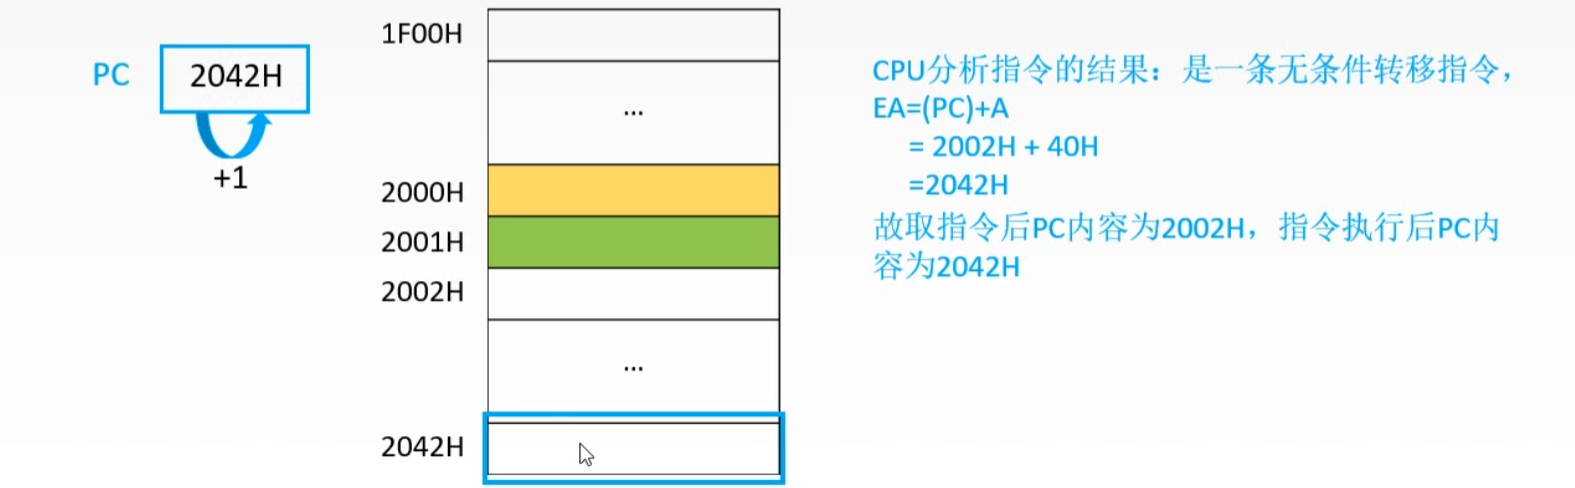 PC
2042H
+1
1F00H
...
2000H
2001H
2002H
...
2042H
CPU分析指令的结果：是一条无条件转移指令，
EA=(PC)+A
= 2002H + 40H
=2042H
故取指令后PC内容为2002H，指令执行后PC内
容为2042H